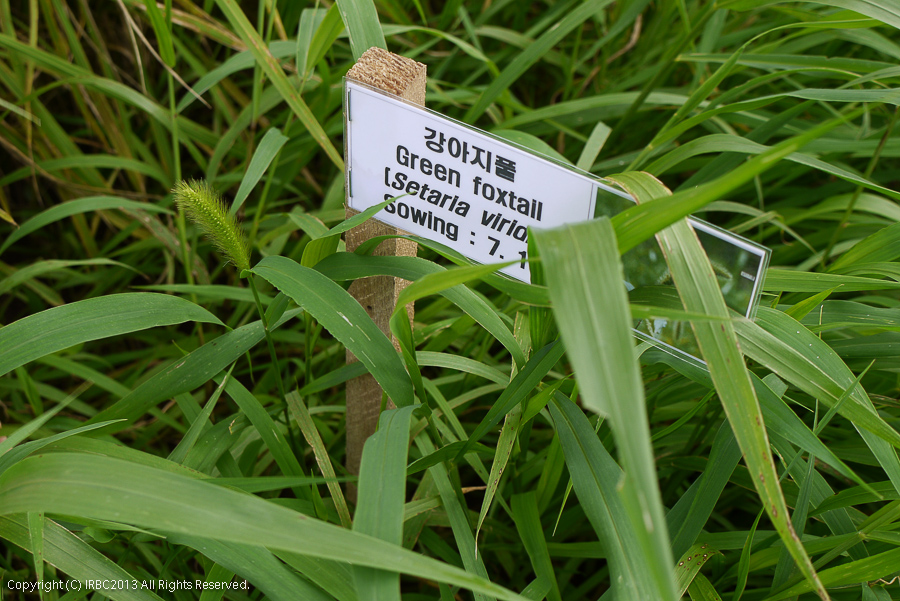 강아지풀
Green foxtail
(Setaria
Sowing : 7.
Copyright (C) IRBC2013 All Rights Reserved.